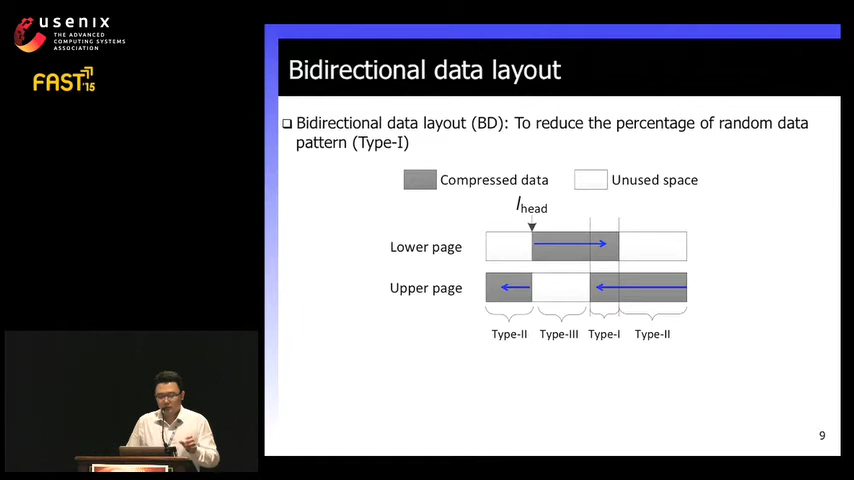 usenix
THE ADVANCED
COMPUTING SYSTEMS
ASSOCIATION
FAST'15
Bidirectional data layout
Bidirectional data layout (BD): To reduce the percentage of random data
pattern (Type-I)
Compressed data
Unused space
lhead
Lower page
Upper page
Type-II
Type-III
Type-I
Type-II
9